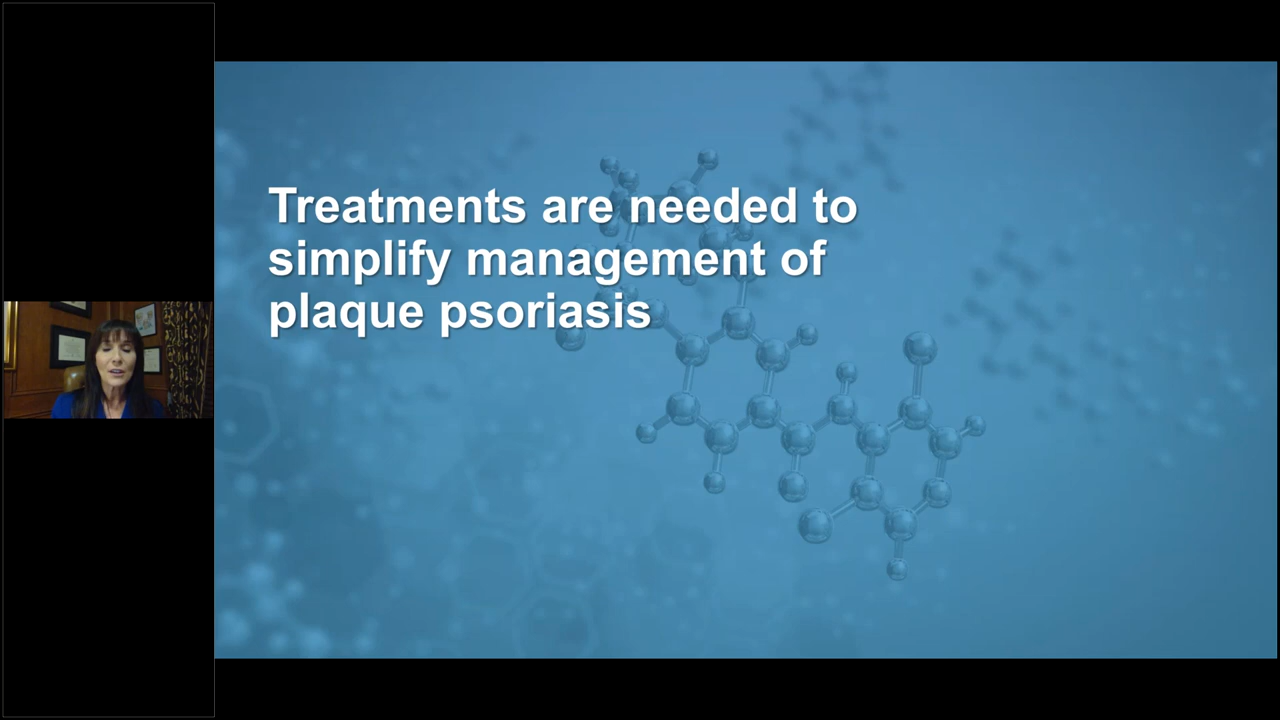 Treatments are needed to
simplify management of
plaque psoriasis